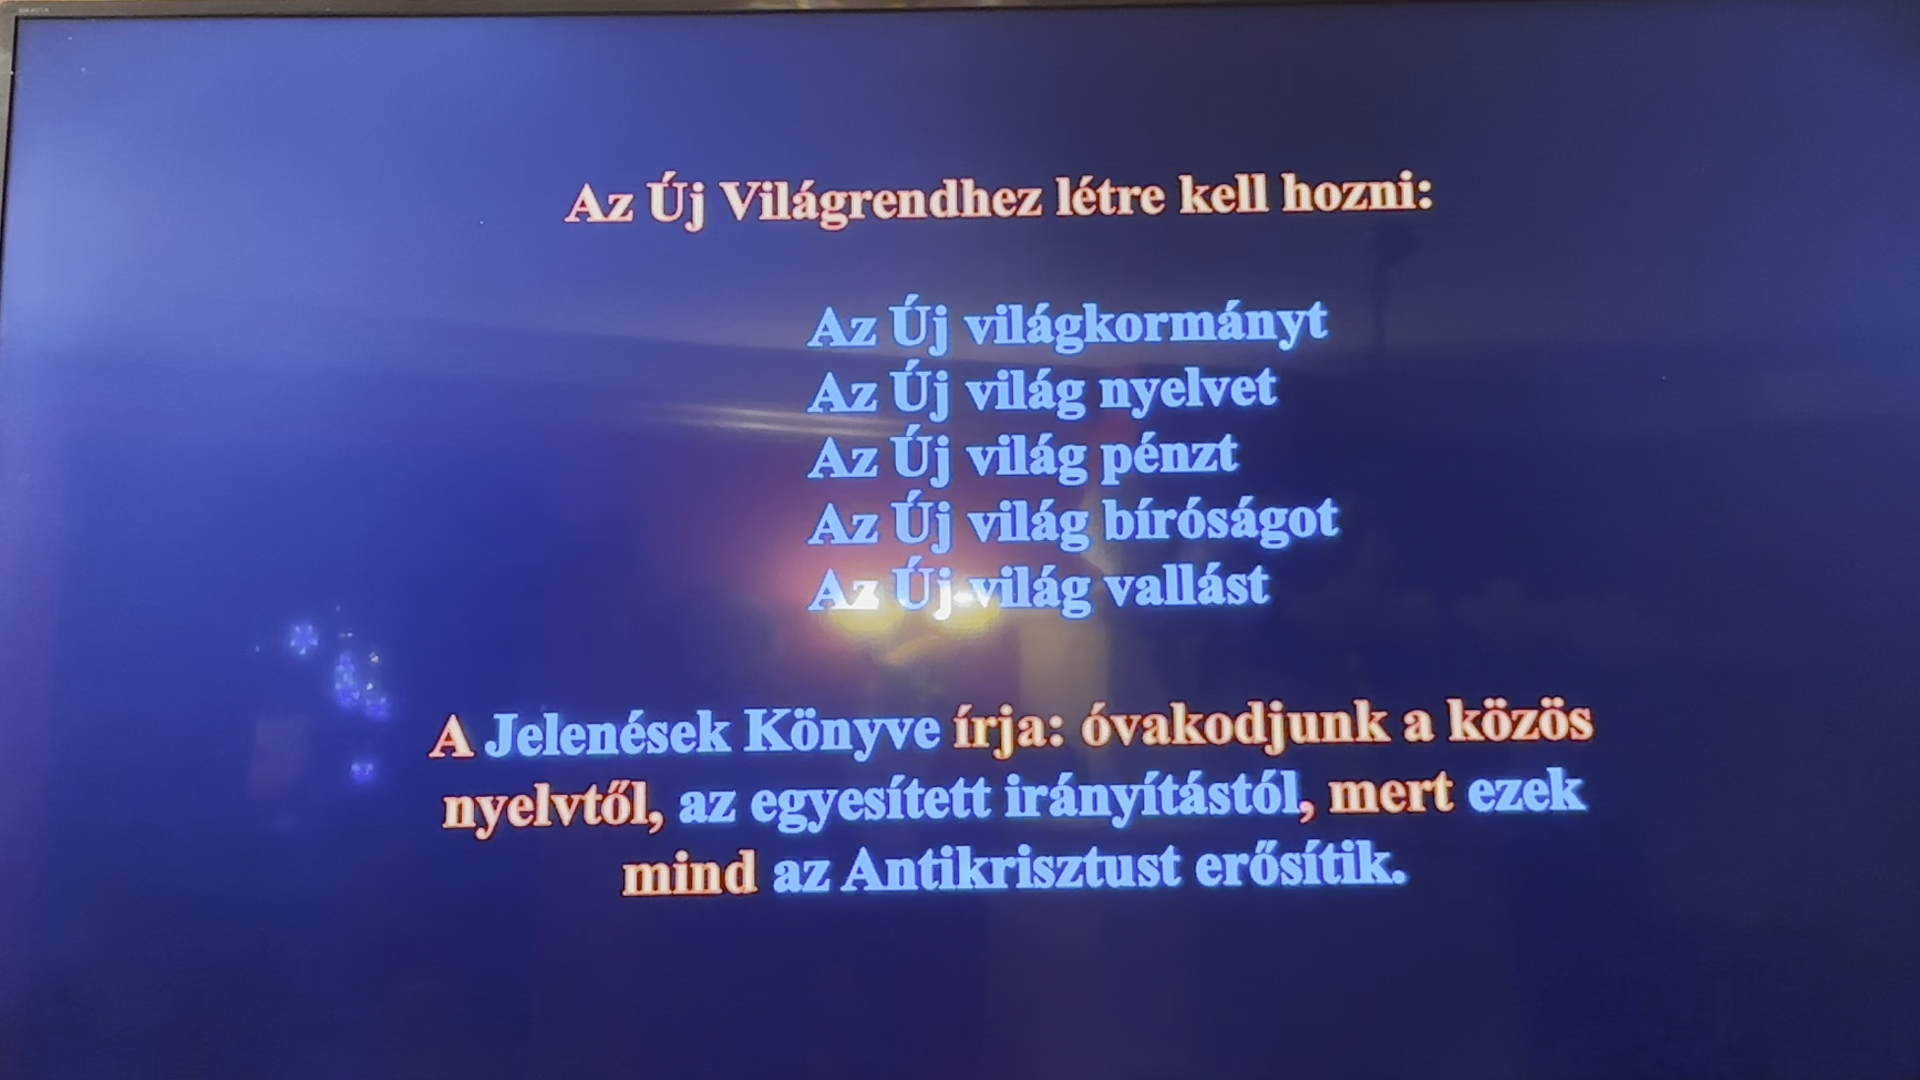 Az Új Világrendhez létre kell hozni:
Az Új világkormányt
Az Új világ nyelvet
Az Új világ pénzt
Az Új világ bíróságot
Az Új világ vallást
A Jelenések Könyve írja: óvakodjunk a közös
nyelvtől, az egyesített irányítástól, mert ezek
mind az Antikrisztust erősítik.